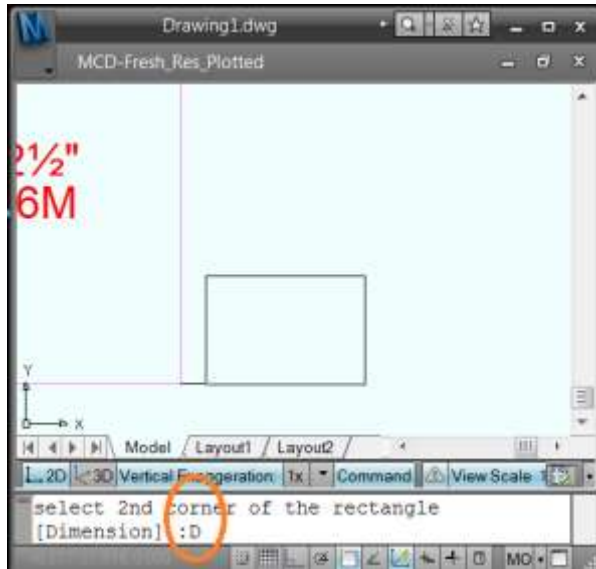 Drawing1.dwg
MCD-Fresh_Res_Plotted
2½"
6M
Y
X
Model Layout1 Layout2
2D 3D Vertical Exaggeration 1x Command View Scale
select 2nd corner of the rectangle
[Dimension] :D
MO